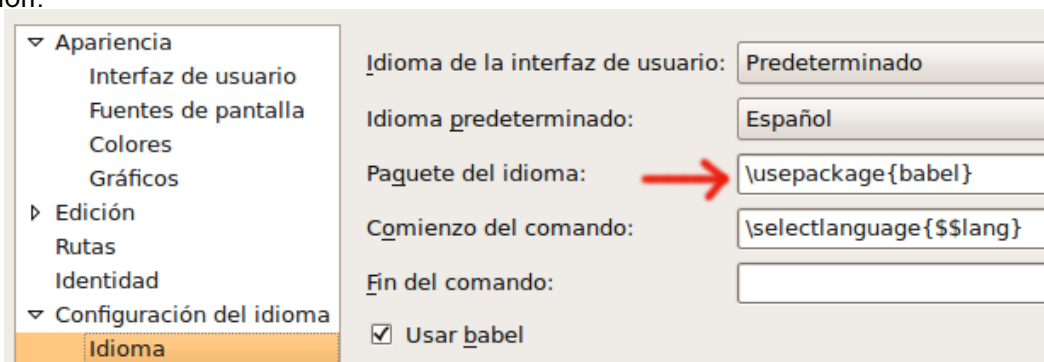 ión:
Apariencia
Interfaz de usuario
Fuentes de pantalla
Colores
Gráficos
Edición
Rutas
Identidad
Configuración del idioma
Idioma
Idioma de la interfaz de usuario: Predeterminado
Idioma predeterminado: Español
Paquete del idioma: \usepackage{babel}
Comienzo del comando: \selectlanguage{$$lang}
Fin del comando:
Usar babel